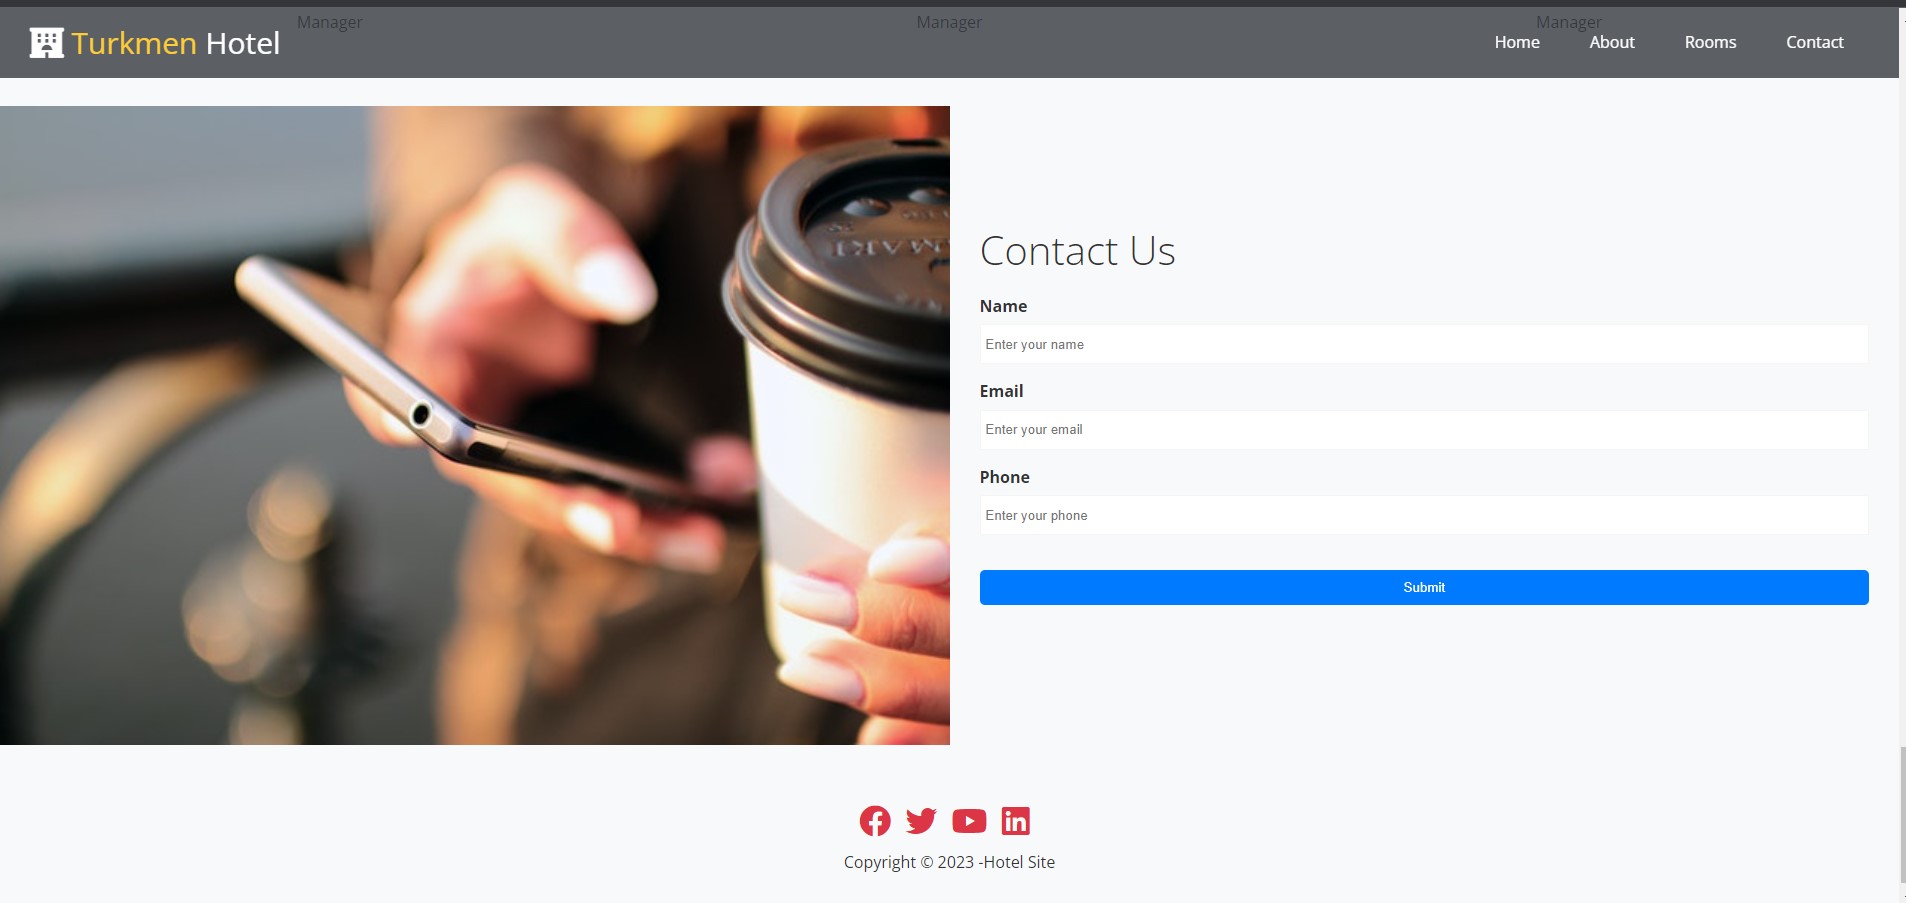 Manager Manager Manager
Turkmen Hotel
Home About Rooms Contact
Contact Us
Name
Enter your name
Email
Enter your email
Phone
Enter your phone
Submit
Copyright © 2023 -Hotel Site